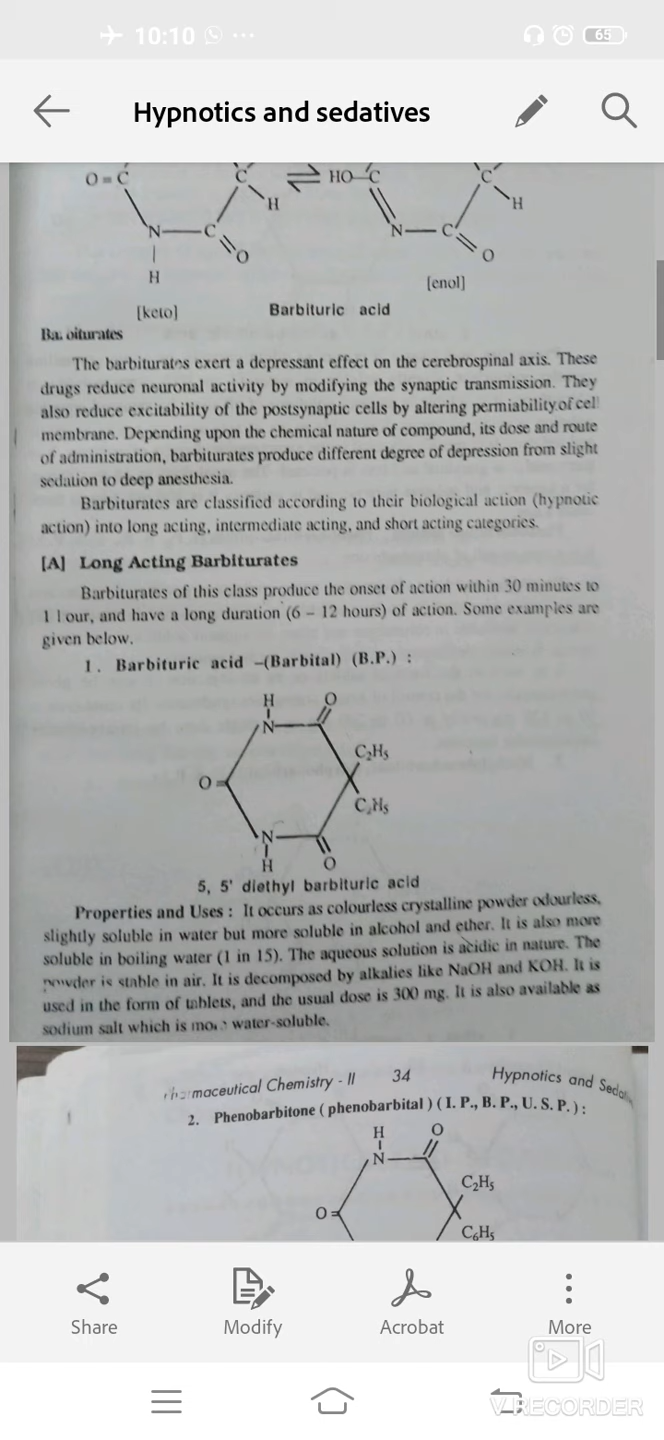 10:10
65
Hypnotics and sedatives
O=C
C
H
HO-C
C
H
N—C
O
H
N—C
O
[keto]
Barbituric acid
[enol]
Ba. oiturates
The barbiturates exert a depressant effect on the cerebrospinal axis. These
drugs reduce neuronal activity by modifying the synaptic transmission. They
also reduce excitability of the postsynaptic cells by altering permiability of cell
membrane. Depending upon the chemical nature of compound, its dose and route
of administration, barbiturates produce different degree of depression from slight
sedation to deep anesthesia.
Barbiturates are classified according to their biological action (hypnotic
action) into long acting, intermediate acting, and short acting categories.
[A] Long Acting Barbiturates
Barbiturates of this class produce the onset of action within 30 minutes to
1 l our, and have a long duration (6 – 12 hours) of action. Some examples are
given below.
1. Barbituric acid –(Barbital) (B.P.) :
H O
N
C₂H₅
O
C₂H₅
N
H O
5, 5' diethyl barbituric acid
Properties and Uses : It occurs as colourless crystalline powder odourless,
slightly soluble in water but more soluble in alcohol and ether. It is also more
soluble in boiling water (1 in 15). The aqueous solution is acidic in nature. The
powder is stable in air. It is decomposed by alkalies like NaOH and KOH. It is
used in the form of tablets, and the usual dose is 300 mg. It is also available as
sodium salt which is more water-soluble.
maceutical Chemistry - II 34 Hypnotics and Seda
2. Phenobarbitone ( phenobarbital ) ( I. P., B. P., U. S. P. ) :
H O
N
C₂H₅
O
C₆H₅
Share Modify Acrobat More
V RECORDER